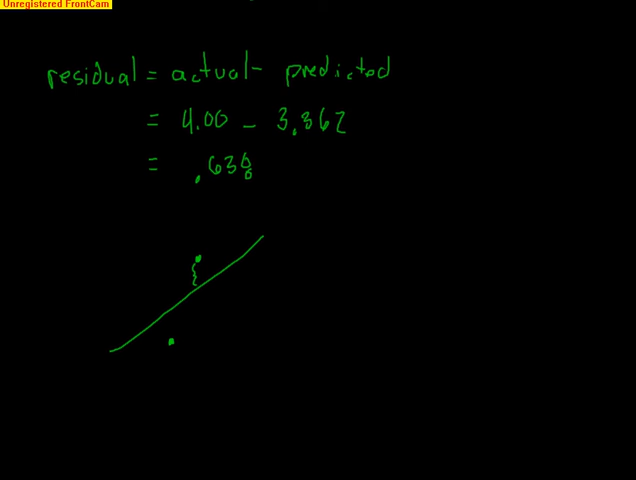 Unregistered FrontCam
residual = actual - predicted
= 4.00 - 3.362
= .638